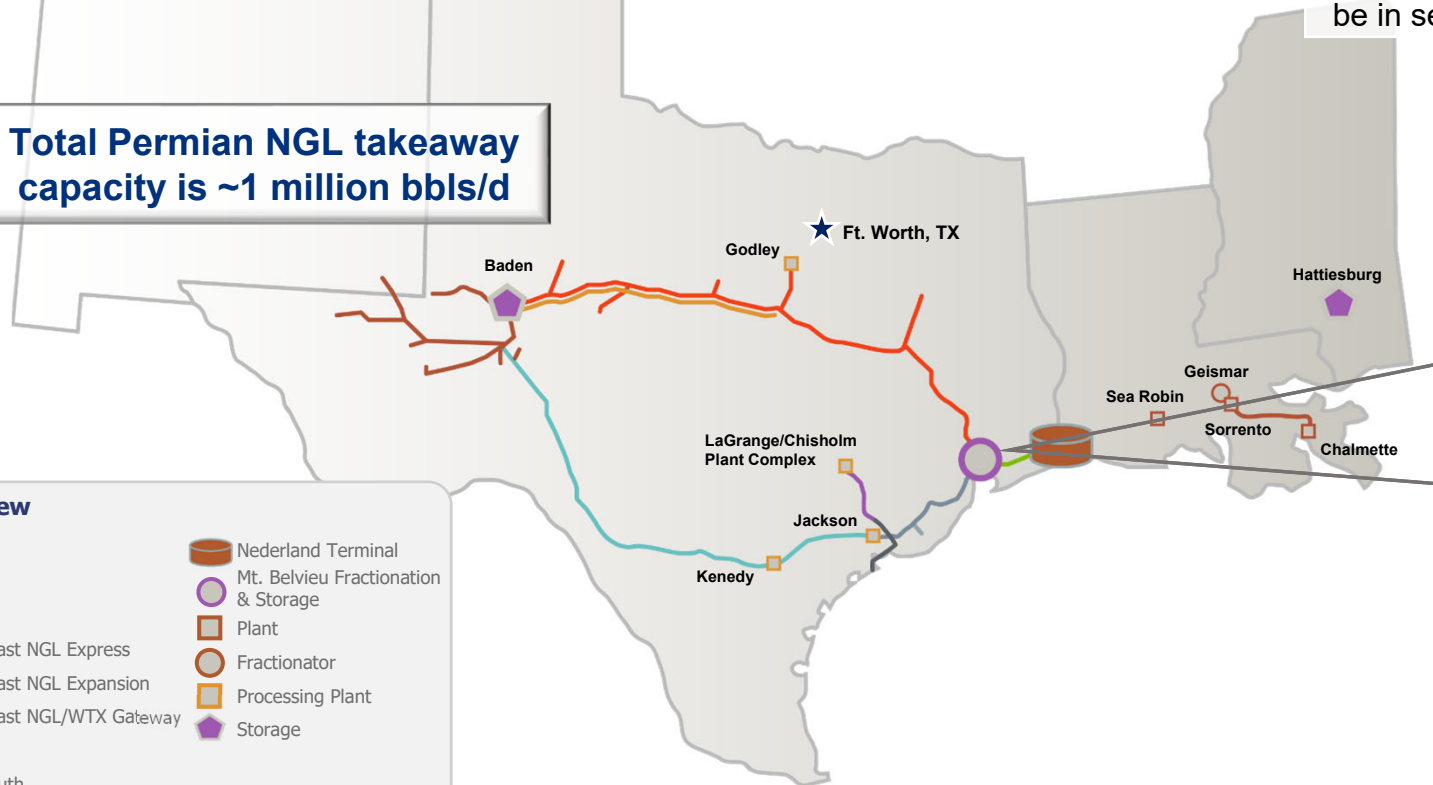 be in se
Total Permian NGL takeaway
capacity is ~1 million bbls/d
Ft. Worth, TX
Godley
Baden
Hattiesburg
Geismar
Sea Robin
Sorrento
Chalmette
LaGrange/Chisholm
Plant Complex
Jackson
Kenedy
ew
Nederland Terminal
Mt. Belvieu Fractionation
& Storage
Plant
ast NGL Express
Fractionator
ast NGL Expansion
Processing Plant
ast NGL/WTX Gateway
Storage
uth